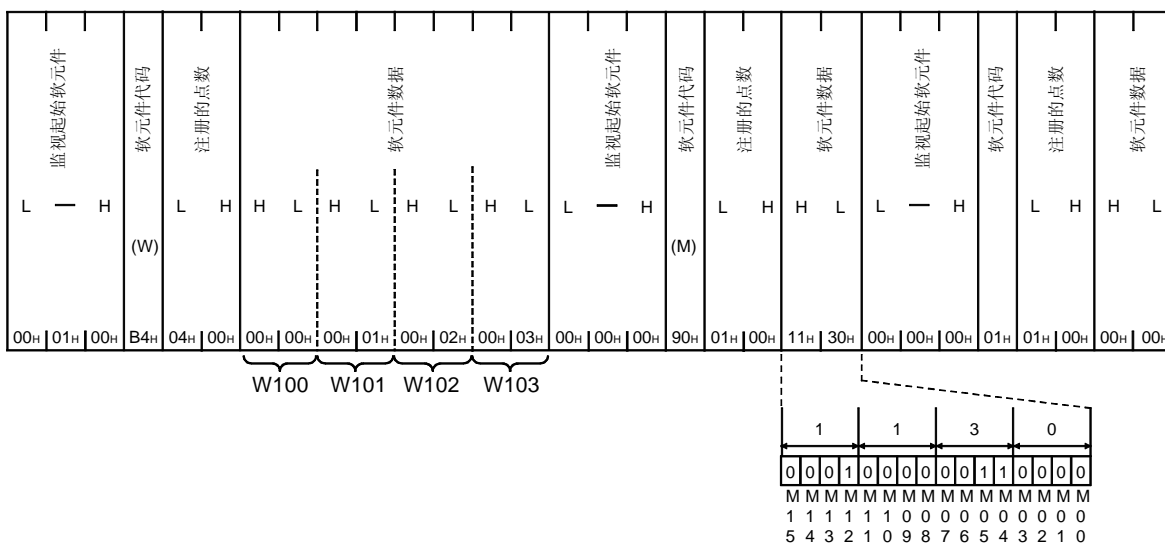 监视起始软元件
软元件代码
注册的点数
软元件数据
监视起始软元件
软元件代码
注册的点数
软元件数据
监视起始软元件
软元件代码
注册的点数
软元件数据
L — H L H H L H L H L H L L — H L H H L L — H L H H L
(W) (M)
00H 01H 00H B4H 04H 00H 00H 00H 00H 01H 00H 02H 00H 03H 00H 00H 00H 90H 01H 00H 11H 30H 00H 00H 00H 01H 01H 00H 00H 00H
W100 W101 W102 W103
1 1 3 0
0 0 0 1 0 0 0 0 0 0 1 1 0 0 0 0
M M M M M M M M M M M M M M M M
1 1 1 1 1 1 0 0 0 0 0 0 0 0 0 0
5 4 3 2 1 0 9 8 7 6 5 4 3 2 1 0